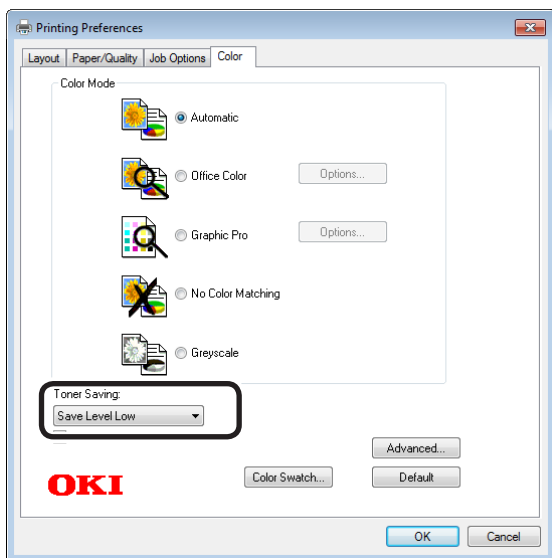 Printing Preferences
Layout Paper/Quality Job Options Color
Color Mode
Automatic
Office Color Options...
Graphic Pro Options...
No Color Matching
Greyscale
Toner Saving:
Save Level Low
Advanced...
OKI Color Swatch... Default
OK Cancel